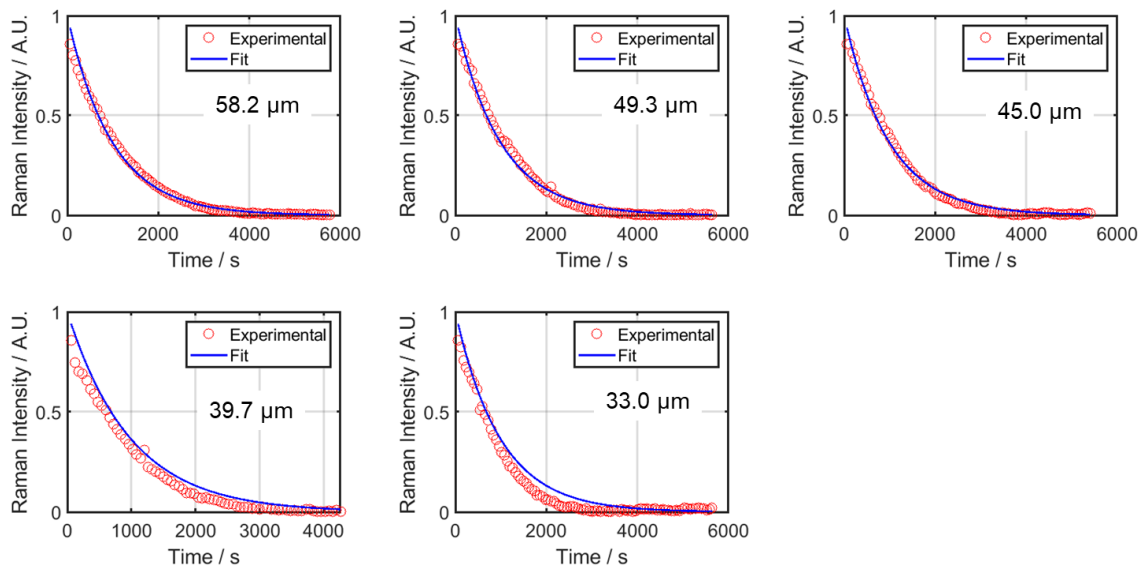 Raman Intensity / A.U.
1
0.5
0
Experimental
Fit
58.2 µm
0 2000 4000 6000
Time / s
Raman Intensity / A.U.
1
0.5
0
Experimental
Fit
49.3 µm
0 2000 4000 6000
Time / s
Raman Intensity / A.U.
1
0.5
0
Experimental
Fit
45.0 µm
0 2000 4000 6000
Time / s
Raman Intensity / A.U.
1
0.5
0
Experimental
Fit
39.7 µm
0 1000 2000 3000 4000
Time / s
Raman Intensity / A.U.
1
0.5
0
Experimental
Fit
33.0 µm
0 2000 4000 6000
Time / s